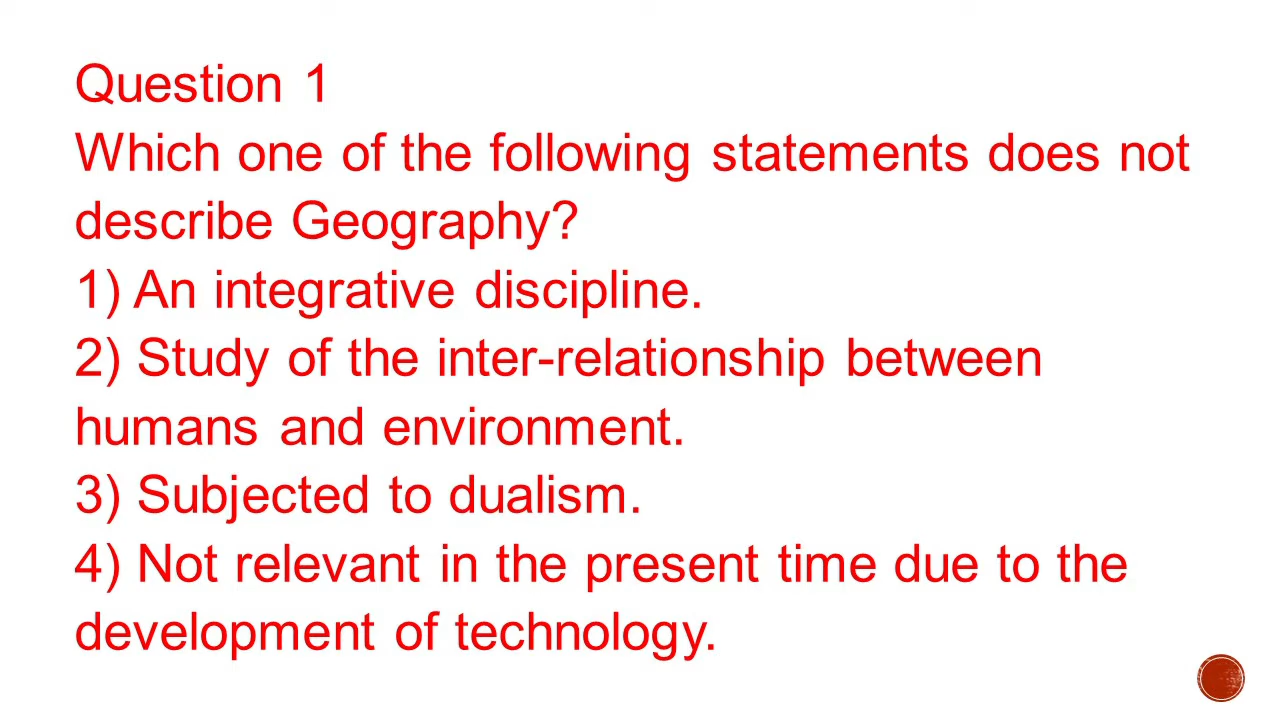 Question 1
Which one of the following statements does not
describe Geography?
1) An integrative discipline.
2) Study of the inter-relationship between
humans and environment.
3) Subjected to dualism.
4) Not relevant in the present time due to the
development of technology.